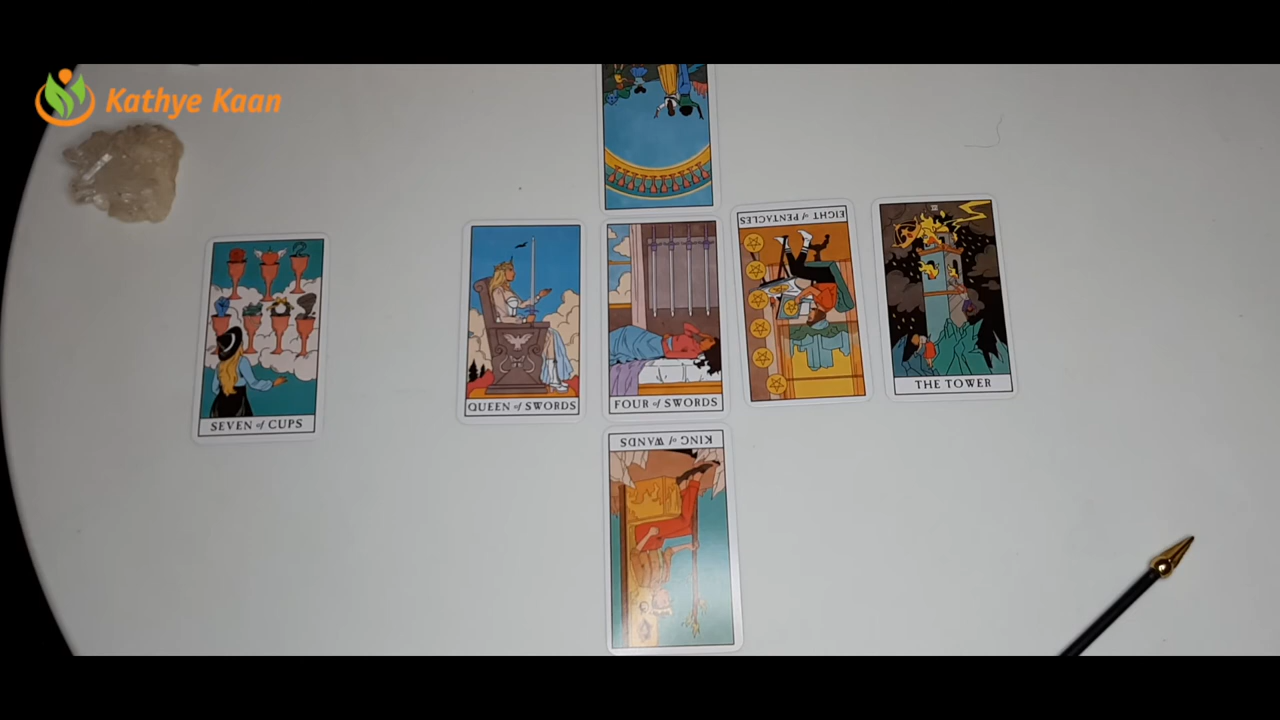 Kathye Kaan
EIGHT of PENTACLES
SEVEN of CUPS
QUEEN of SWORDS
FOUR of SWORDS
THE TOWER
KING of WANDS